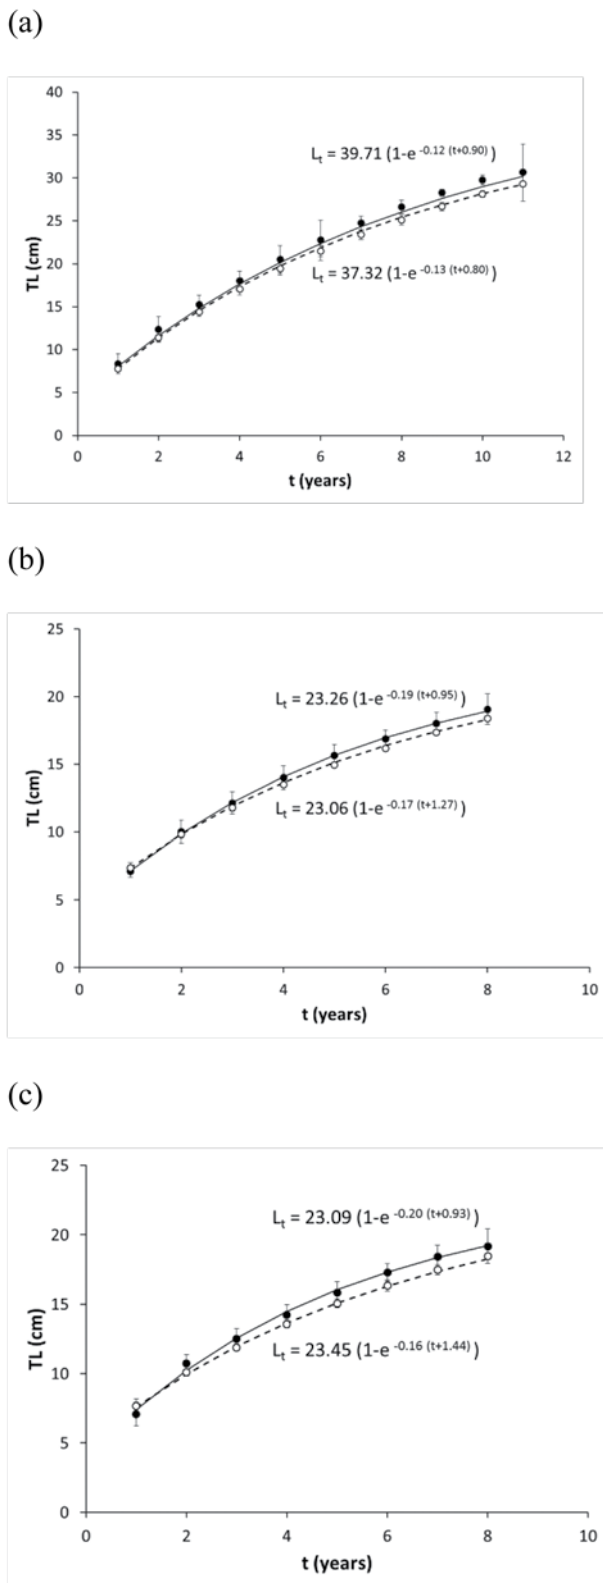 (a)
40
35
30
25
20
15
10
5
0
TL (cm)
Lt = 39.71 (1-e -0.12 (t+0.90) )
Lt = 37.32 (1-e -0.13 (t+0.80) )
0 2 4 6 8 10 12
t (years)
(b)
25
20
15
10
5
0
TL (cm)
Lt = 23.26 (1-e -0.19 (t+0.95) )
Lt = 23.06 (1-e -0.17 (t+1.27) )
0 2 4 6 8 10
t (years)
(c)
25
20
15
10
5
0
TL (cm)
Lt = 23.09 (1-e -0.20 (t+0.93) )
Lt = 23.45 (1-e -0.16 (t+1.44) )
0 2 4 6 8 10
t (years)